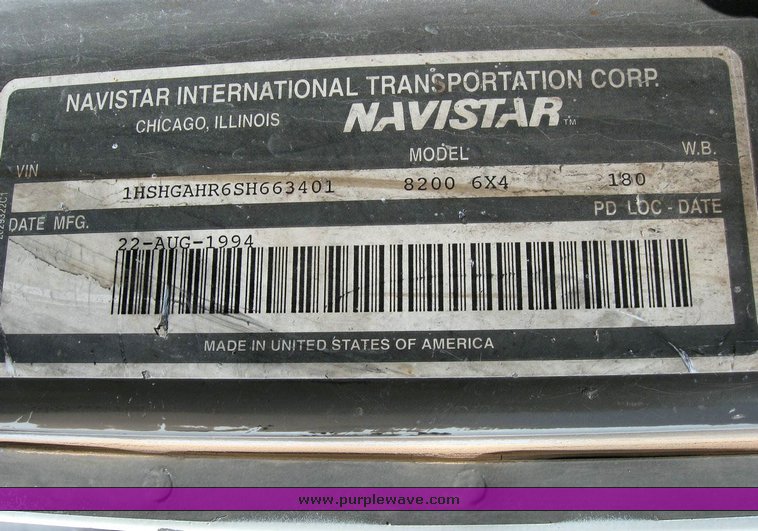 NAVISTAR INTERNATIONAL TRANSPORTATION CORP.
CHICAGO, ILLINOIS NAVISTAR™
VIN MODEL W.B.
1HSHGAHR6SH663401 8200 6X4 180
DATE MFG. PD LOC - DATE
22-AUG-1994
MADE IN UNITED STATES OF AMERICA
www.purplewave.com